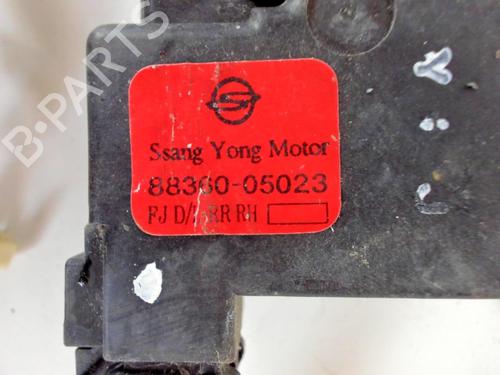 B-PARTS
Ssang Yong Motor
88360-05023
FJ D/ RR RH